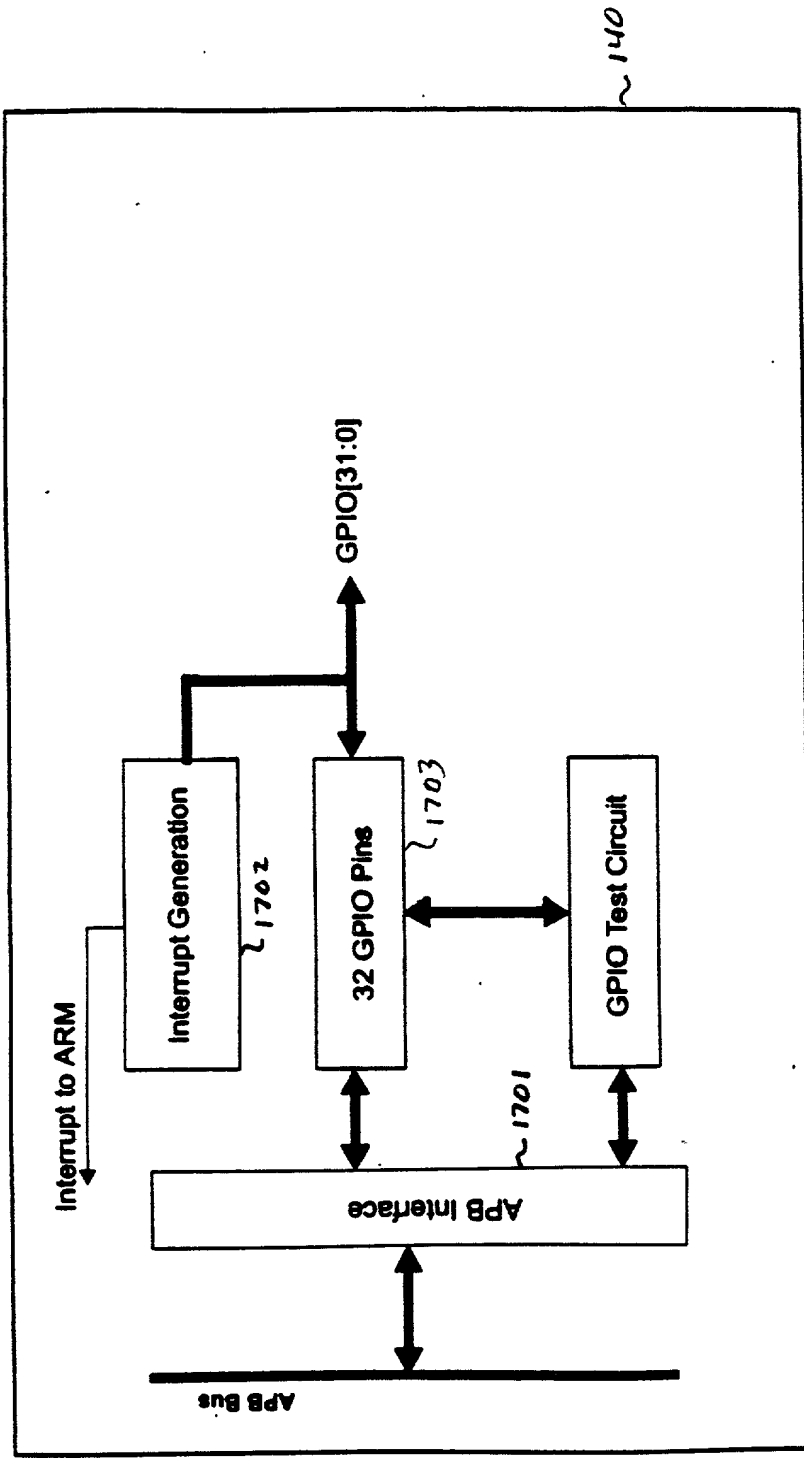 Interrupt to ARM
Interrupt Generation
~1702
32 GPIO Pins
~1703
GPIO[31:0]
GPIO Test Circuit
APB Interface
~1701
APB Bus
~140